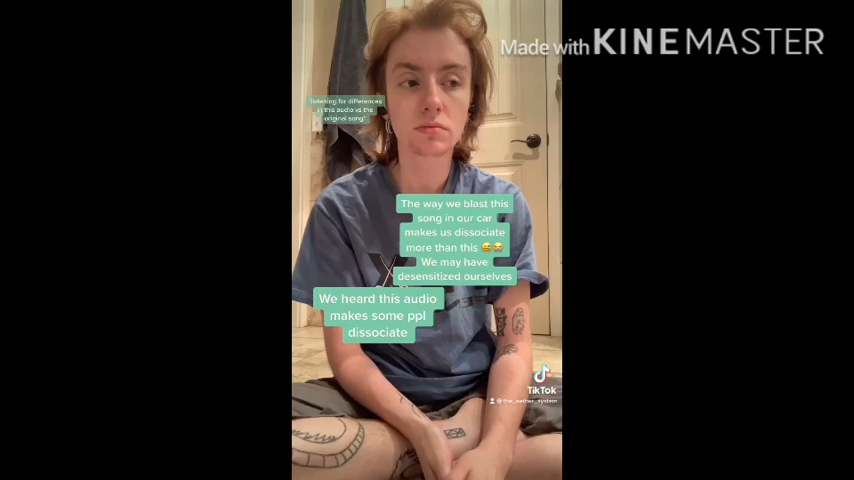 Made with KINEMASTER
*listening for differences
in this audio vs the
original song*
The way we blast this
song in our car
makes us dissociate
more than this 😅😭
We may have
desensitized ourselves
We heard this audio
makes some ppl
dissociate
TikTok
@the_aether_system